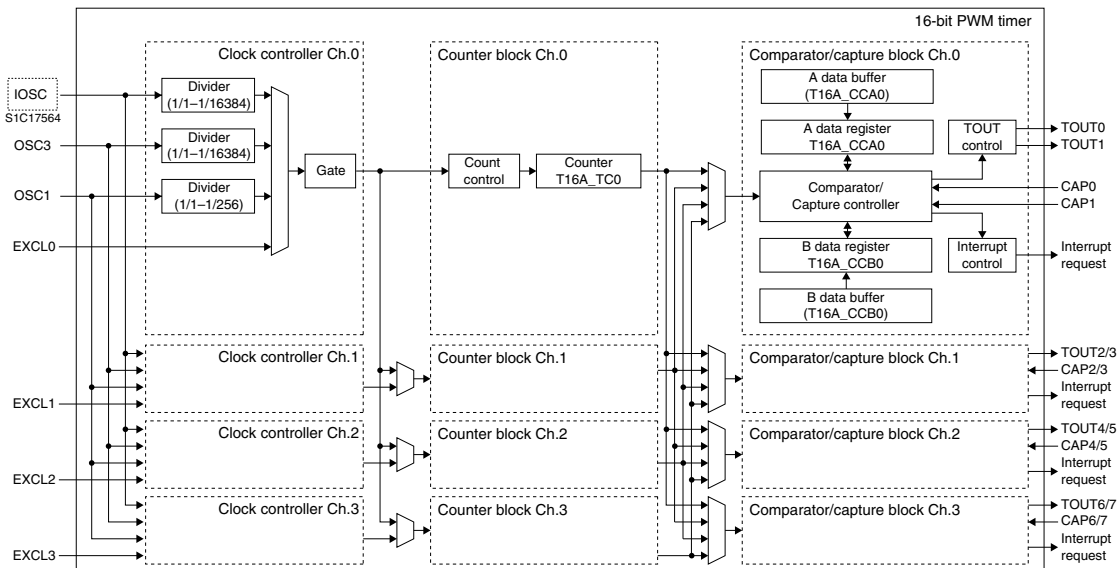 16-bit PWM timer
Clock controller Ch.0
Counter block Ch.0
Comparator/capture block Ch.0
IOSC
S1C17564
OSC3
OSC1
EXCL0
Divider
(1/1–1/16384)
Divider
(1/1–1/16384)
Divider
(1/1–1/256)
Gate
Count
control
Counter
T16A_TC0
A data buffer
(T16A_CCA0)
A data register
T16A_CCA0
Comparator/
Capture controller
B data register
T16A_CCB0
B data buffer
(T16A_CCB0)
TOUT
control
Interrupt
control
TOUT0
TOUT1
CAP0
CAP1
Interrupt
request
EXCL1
Clock controller Ch.1
Counter block Ch.1
Comparator/capture block Ch.1
TOUT2/3
CAP2/3
Interrupt
request
EXCL2
Clock controller Ch.2
Counter block Ch.2
Comparator/capture block Ch.2
TOUT4/5
CAP4/5
Interrupt
request
EXCL3
Clock controller Ch.3
Counter block Ch.3
Comparator/capture block Ch.3
TOUT6/7
CAP6/7
Interrupt
request